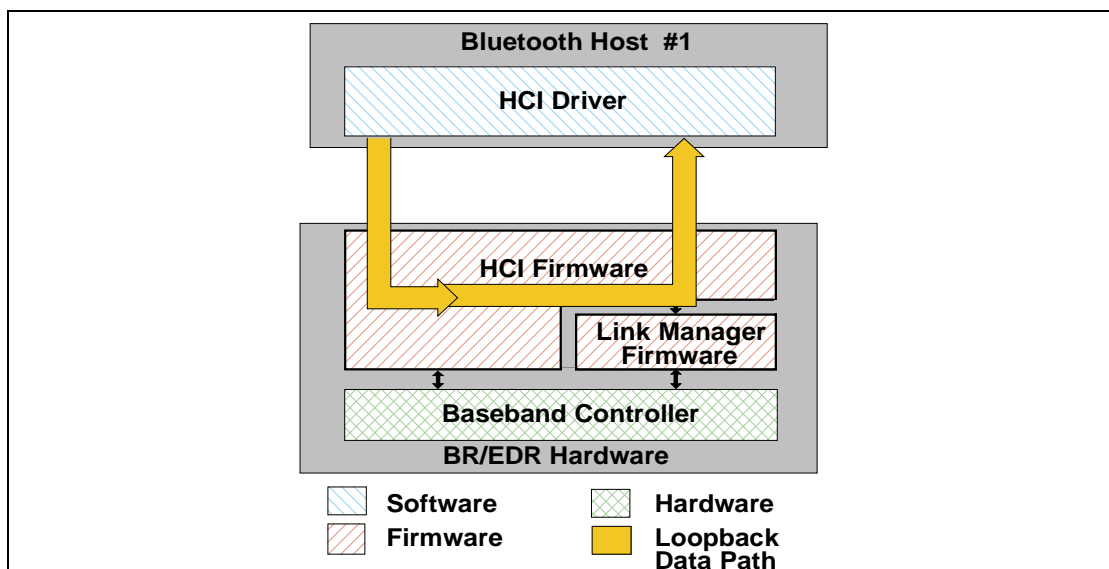 Bluetooth Host #1
HCI Driver
HCI Firmware
Link Manager
Firmware
Baseband Controller
BR/EDR Hardware
Software
Hardware
Firmware
Loopback
Data Path